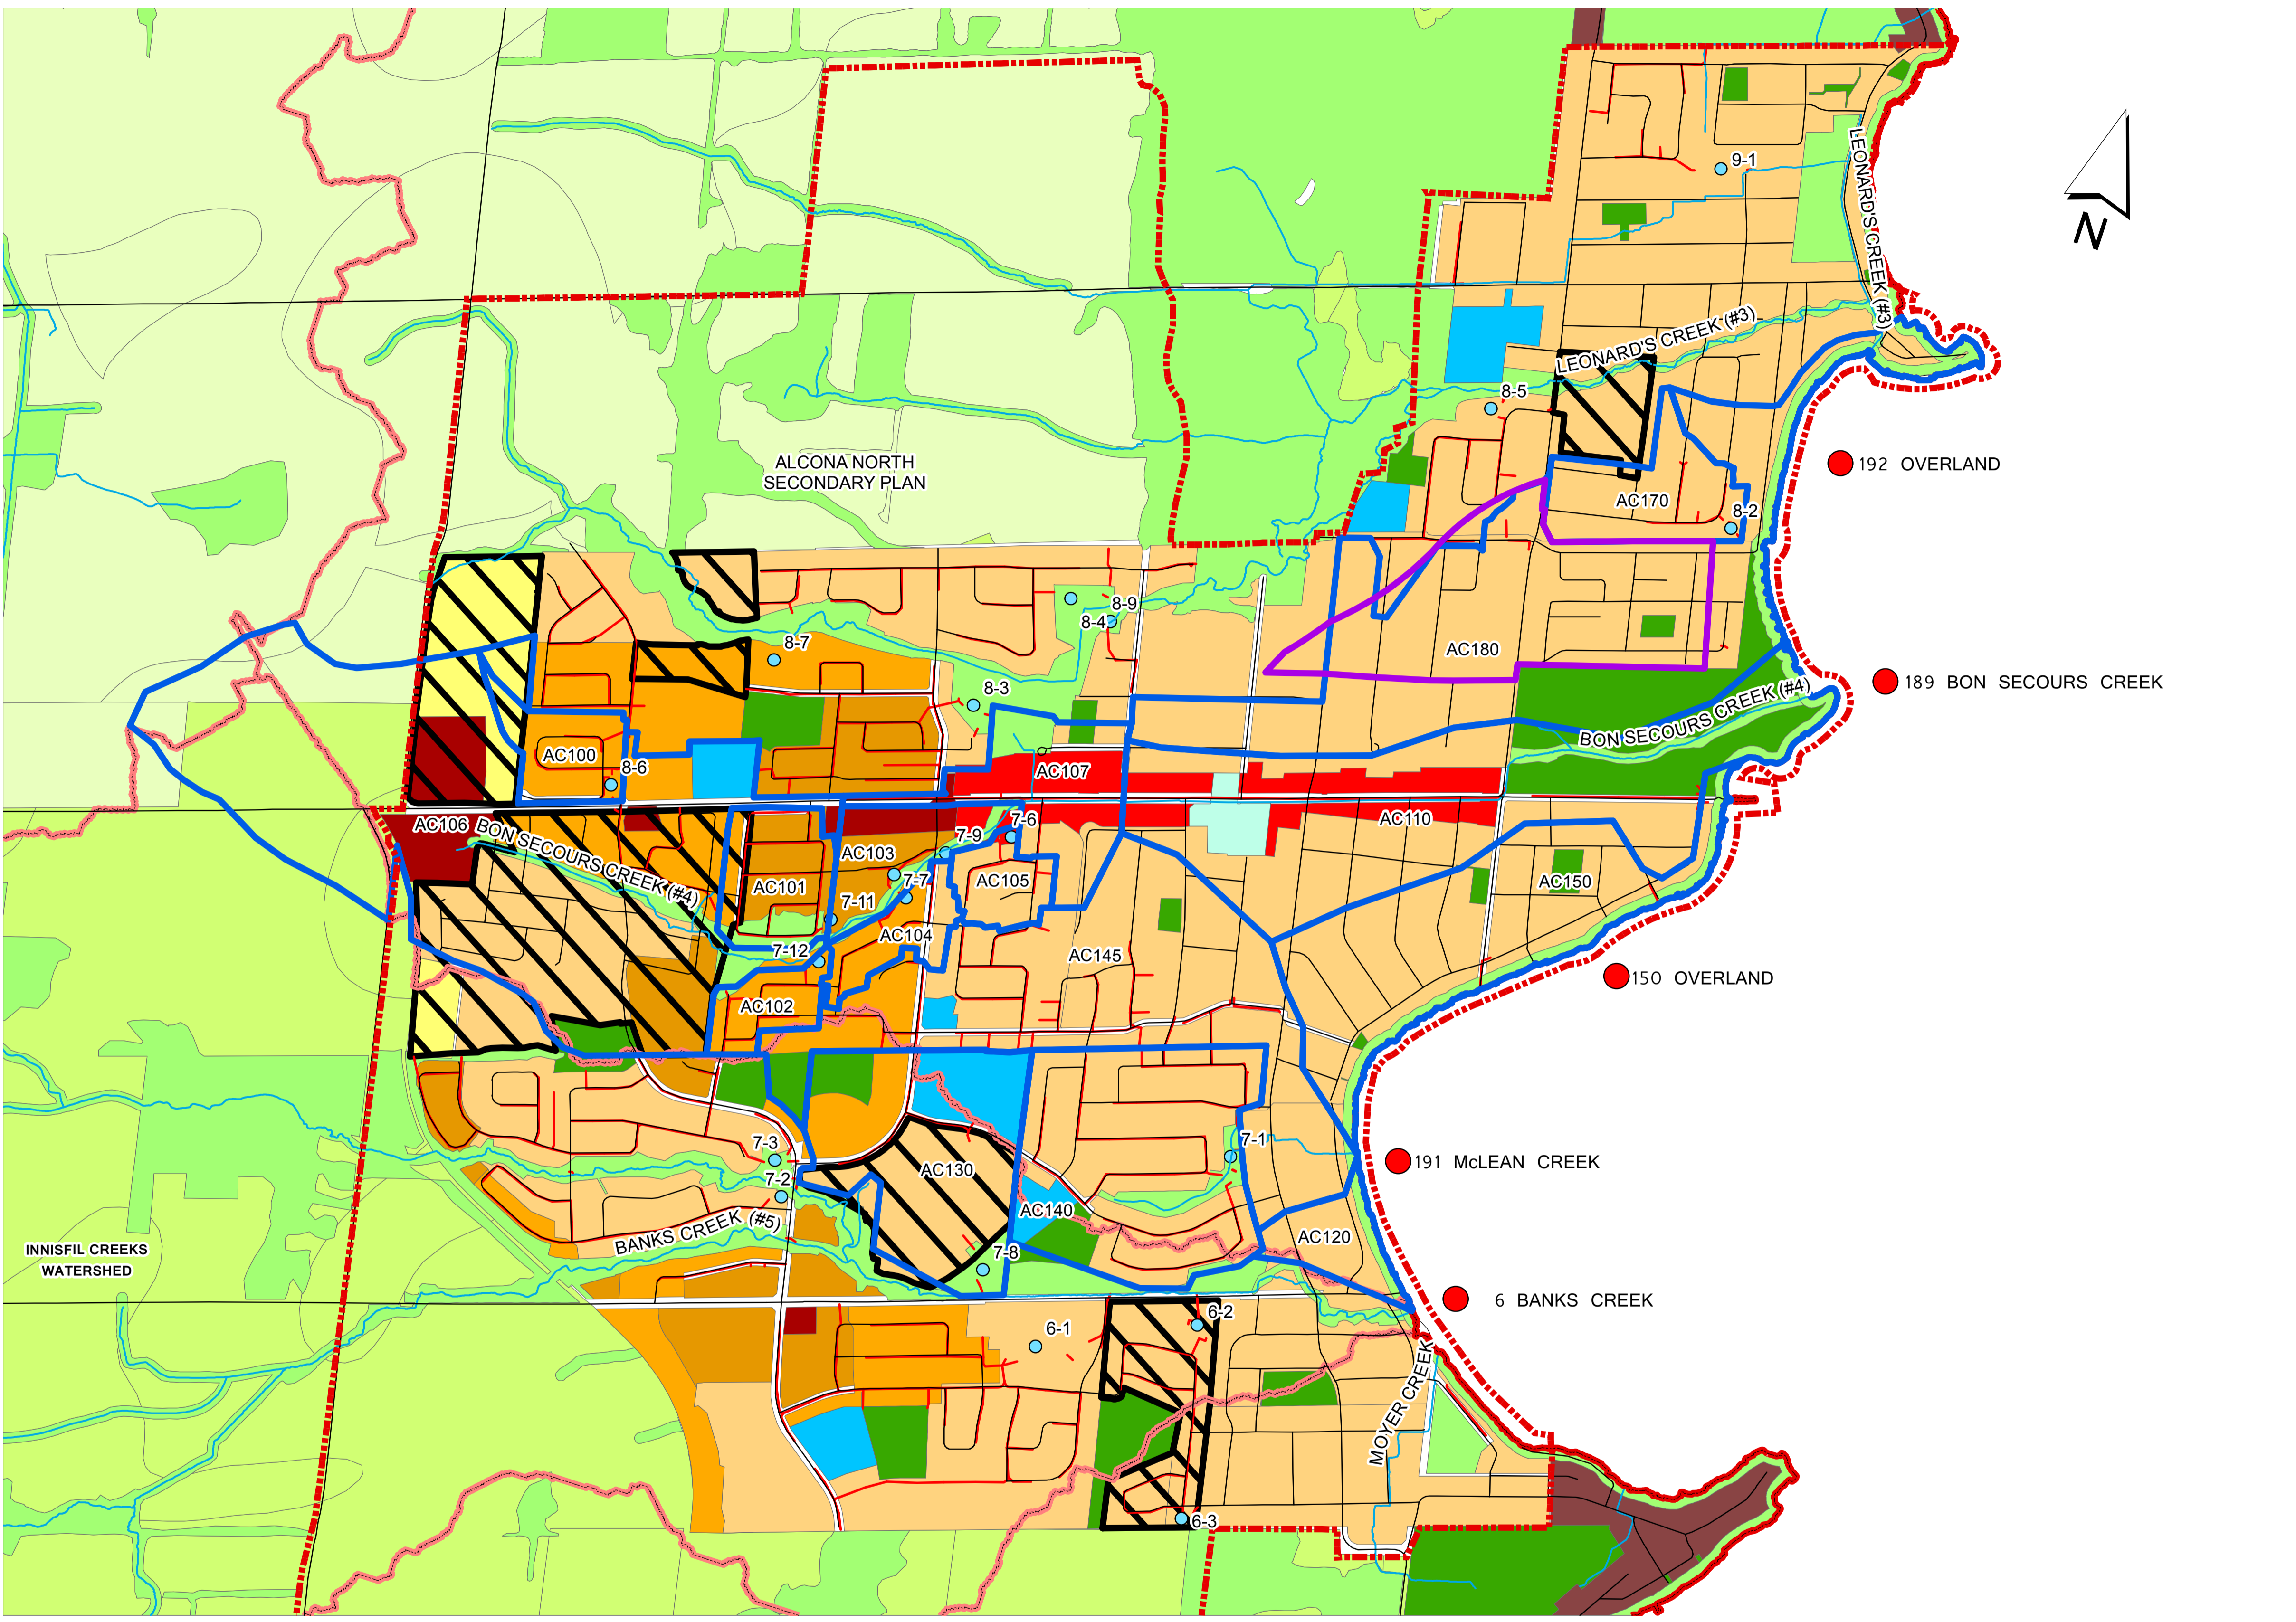 9-1
LEONARD'S CREEK (#3)
N
LEONARD'S CREEK (#3)
8-5
192 OVERLAND
ALCONA NORTH
SECONDARY PLAN
AC170
8-2
8-9
8-4
8-7
AC180
189 BON SECOURS CREEK
8-3
BON SECOURS CREEK (#4)
AC100
8-6
AC107
AC106
BON SECOURS CREEK (#4)
7-6
AC110
7-9
AC103
AC101
7-7
AC105
AC150
7-11
AC104
7-12
AC145
150 OVERLAND
AC102
7-3
7-1
191 McLEAN CREEK
AC130
7-2
AC140
BANKS CREEK (#5)
AC120
INNISFIL CREEKS
WATERSHED
7-8
6 BANKS CREEK
6-2
6-1
MOYER CREEK
6-3